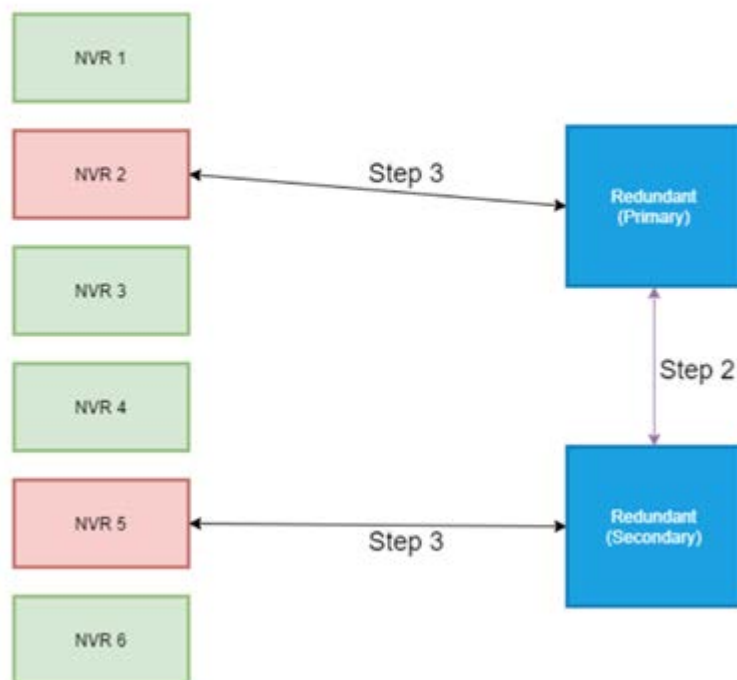 NVR 1
NVR 2
Step 3
Redundant
(Primary)
NVR 3
Step 2
NVR 4
NVR 5
Step 3
Redundant
(Secondary)
NVR 6